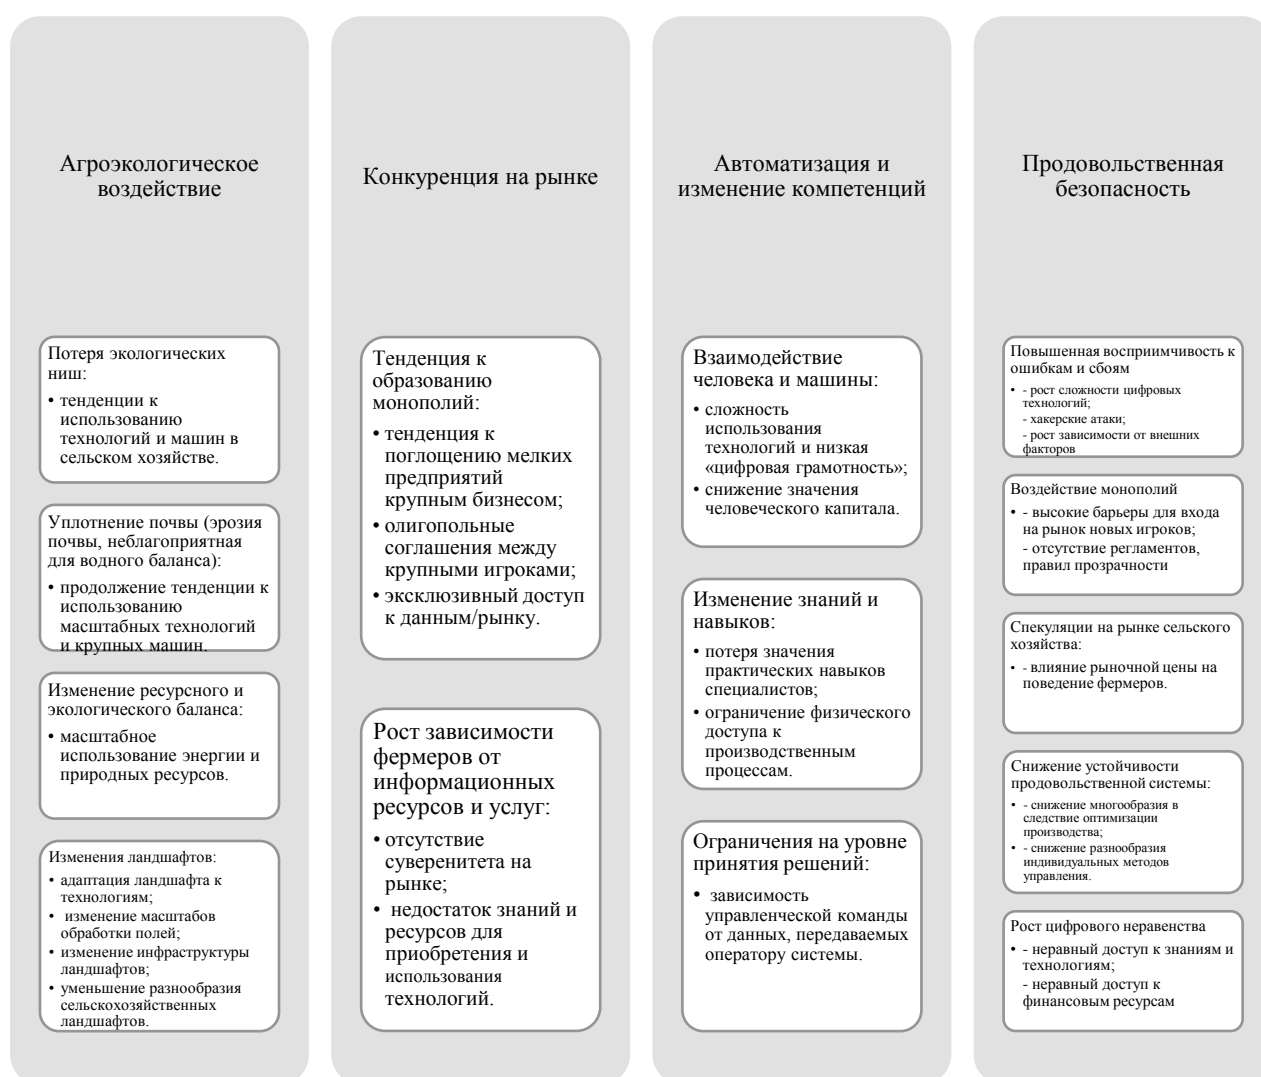 Агроэкологическое
воздействие
Потеря экологических
ниш:
• тенденции к
использованию
технологий и машин в
сельском хозяйстве.
Уплотнение почвы (эрозия
почвы, неблагоприятная
для водного баланса):
• продолжение тенденции к
использованию
масштабных технологий
и крупных машин.
Изменение ресурсного и
экологического баланса:
• масштабное
использование энергии и
природных ресурсов.
Изменения ландшафтов:
• адаптация ландшафта к
технологиям;
• изменение масштабов
обработки полей;
• изменение инфраструктуры
ландшафтов;
• уменьшение разнообразия
сельскохозяйственных
ландшафтов.
Конкуренция на рынке
Тенденция к
образованию
монополий:
• тенденция к
поглощению мелких
предприятий
крупным бизнесом;
• олигопольные
соглашения между
крупными игроками;
• эксклюзивный доступ
к данным/рынку.
Рост зависимости
фермеров от
информационных
ресурсов и услуг:
• отсутствие
суверенитета на
рынке;
• недостаток знаний и
ресурсов для
приобретения и
использования
технологий.
Автоматизация и
изменение компетенций
Взаимодействие
человека и машины:
• сложность
использования
технологий и низкая
«цифровая грамотность»;
• снижение значения
человеческого капитала.
Изменение знаний и
навыков:
• потеря значения
практических навыков
специалистов;
• ограничение физического
доступа к
производственным
процессам.
Ограничения на уровне
принятия решений:
• зависимость
управленческой команды
от данных, передаваемых
оператору системы.
Продовольственная
безопасность
Повышенная восприимчивость к
ошибкам и сбоям
• - рост сложности цифровых
технологий;
- хакерские атаки;
- рост зависимости от внешних
факторов
Воздействие монополий
• - высокие барьеры для входа
на рынок новых игроков;
- отсутствие регламентов,
правил прозрачности
Спекуляции на рынке сельского
хозяйства:
• - влияние рыночной цены на
поведение фермеров.
Снижение устойчивости
продовольственной системы:
• - снижение многообразия в
следствие оптимизации
производства;
• - снижение разнообразия
индивидуальных методов
управления.
Рост цифрового неравенства
• - неравный доступ к знаниям и
технологиям;
- неравный доступ к
финансовым ресурсам